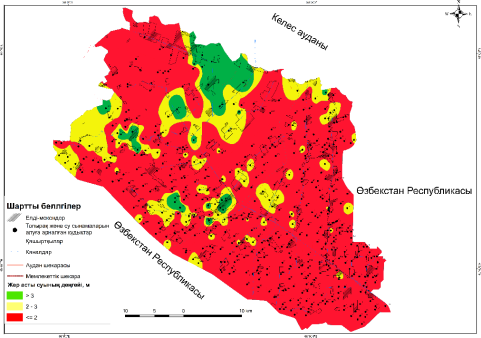 Келес ауданы
Өзбекстан Республикасы
Өзбекстан Республикасы
Шартты белгілер
Елді-мекендер
Топырақ және су сынамаларын
алуға арналған нүктелер
Қашыртқылар
Каналдар
Аудан шекарасы
Мемлекеттік шекара
Жер асты суының деңгейі, м
> 3
2 - 3
<= 2
10 5 0 10 km